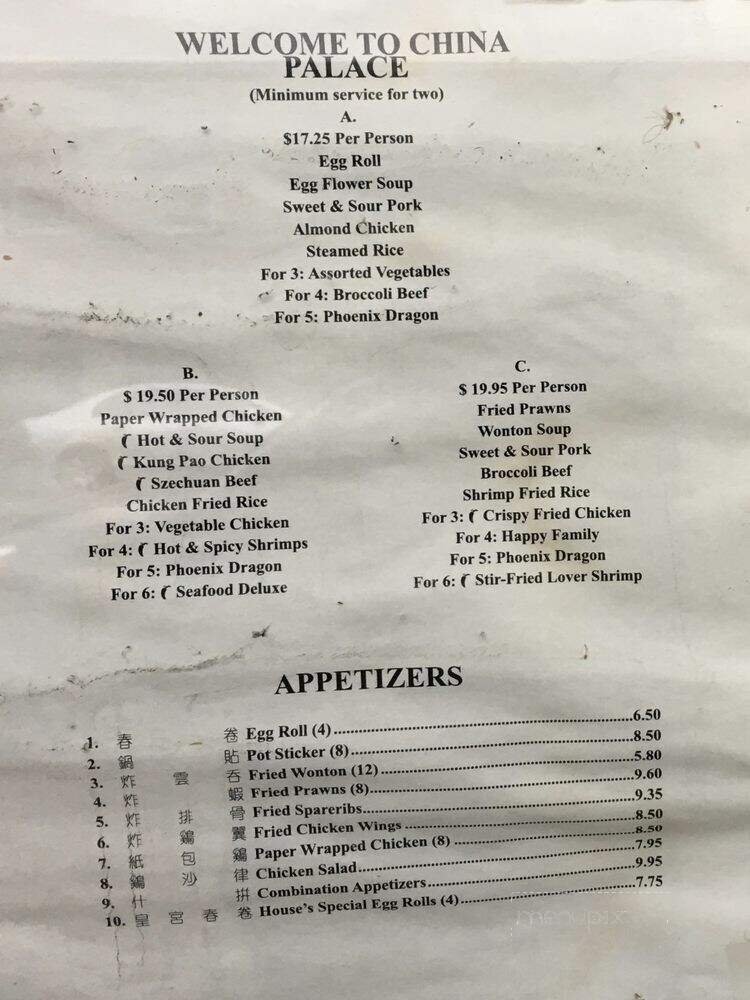 WELCOME TO CHINA
PALACE
(Minimum service for two)
A.
$17.25 Per Person
Egg Roll
Egg Flower Soup
Sweet & Sour Pork
Almond Chicken
Steamed Rice
For 3: Assorted Vegetables
For 4: Broccoli Beef
For 5: Phoenix Dragon
B.
$ 19.50 Per Person
Paper Wrapped Chicken
Hot & Sour Soup
Kung Pao Chicken
Szechuan Beef
Chicken Fried Rice
For 3: Vegetable Chicken
For 4: Hot & Spicy Shrimps
For 5: Phoenix Dragon
For 6: Seafood Deluxe
C.
$ 19.95 Per Person
Fried Prawns
Wonton Soup
Sweet & Sour Pork
Broccoli Beef
Shrimp Fried Rice
For 3: Crispy Fried Chicken
For 4: Happy Family
For 5: Phoenix Dragon
For 6: Stir-Fried Lover Shrimp
APPETIZERS
1. 春 卷 Egg Roll (4) 6.50
2. 鍋 貼 Pot Sticker (8) 8.50
3. 炸 雲 吞 Fried Wonton (12) 5.80
4. 炸 蝦 Fried Prawns (8) 9.60
5. 炸 排 骨 Fried Spareribs 9.35
6. 炸 鷄 翼 Fried Chicken Wings 8.50
7. 紙 包 鷄 Paper Wrapped Chicken (8) 8.50
8. 鷄 沙 律 Chicken Salad 7.95
9. 什 拼 Combination Appetizers 9.95
10. 皇 宮 春 卷 House's Special Egg Rolls (4) 7.75